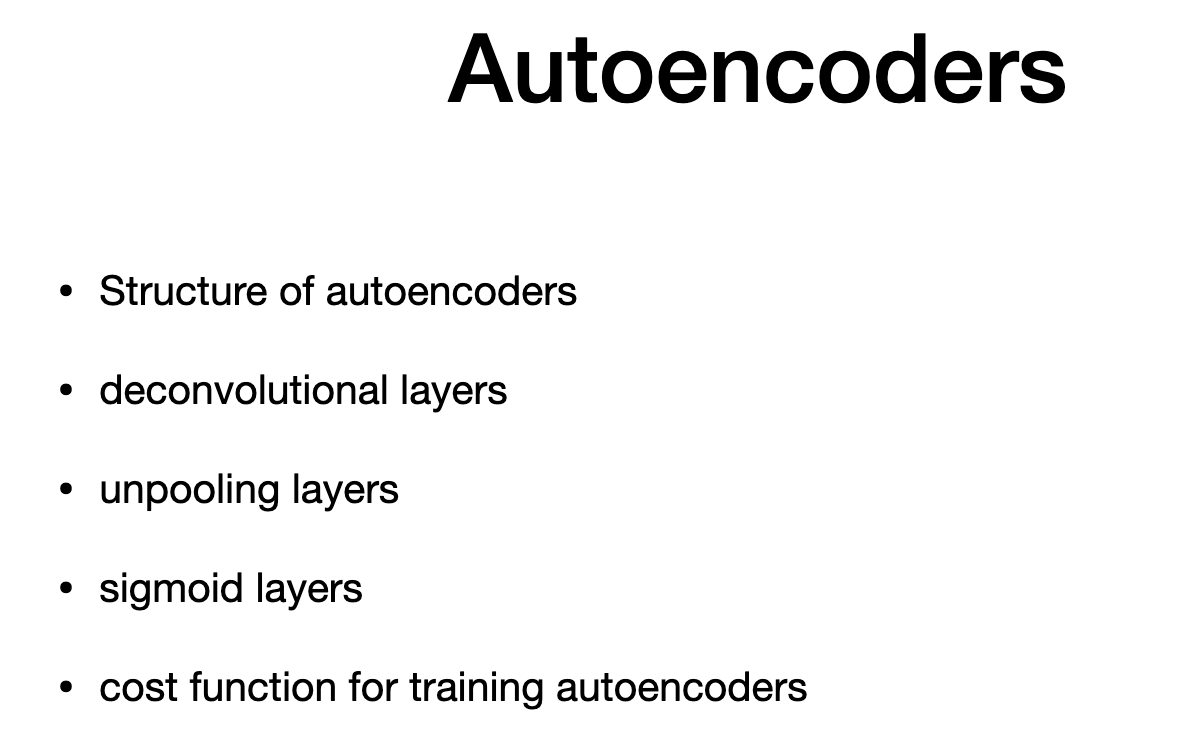 Autoencoders
• Structure of autoencoders
• deconvolutional layers
• unpooling layers
• sigmoid layers
• cost function for training autoencoders